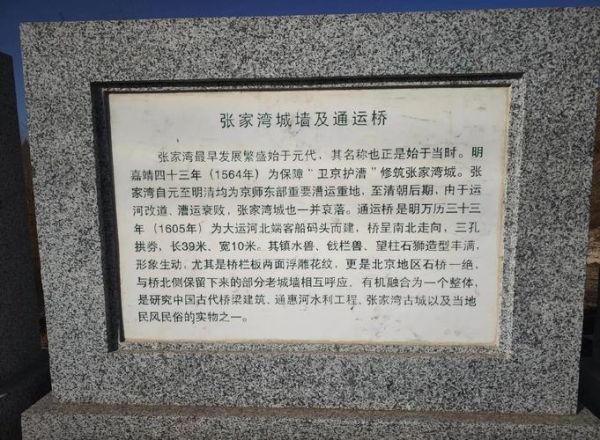 张家湾城墙及通运桥
张家湾最早发展繁盛始于元代，其名称也正是始于当时。明
嘉靖四十三年（1564年）为保障“卫京护漕”修筑张家湾城。张
家湾自元至明清均为京师东部重要漕运重地，至清朝后期，由于运
河改道、漕运衰败，张家湾城也一并哀落。通运桥是明万历三十三
年（1605年）为大运河北端客船码头而建，桥呈南北走向，三孔
拱券，长39米、宽10米。其镇水兽、戗栏兽、望柱石狮造型丰满，
形象生动，尤其是桥栏板两面浮雕花纹，更是北京地区石桥一绝，
与桥北侧保留下来的部分老城墙相互呼应、有机融合为一个整体，
是研究中国古代桥梁建筑、通惠河水利工程、张家湾古城以及当地
民风民俗的实物之一。